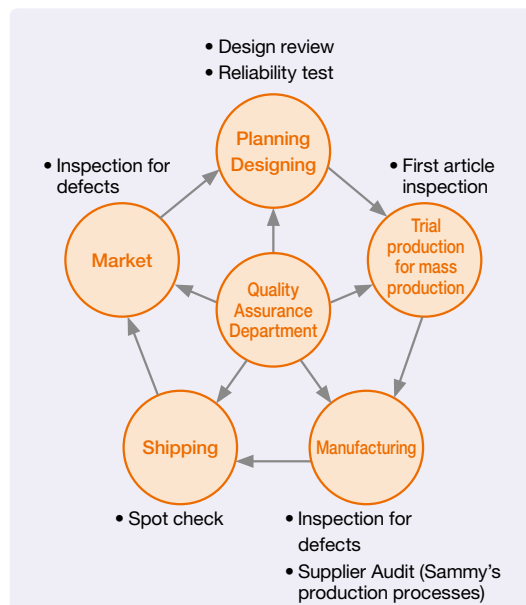 • Design review
• Reliability test
Planning
Designing
• Inspection for
defects
• First article
inspection
Market
Trial
production
for mass
production
Quality
Assurance
Department
Shipping
Manufacturing
• Spot check
• Inspection for
defects
• Supplier Audit (Sammy's
production processes)